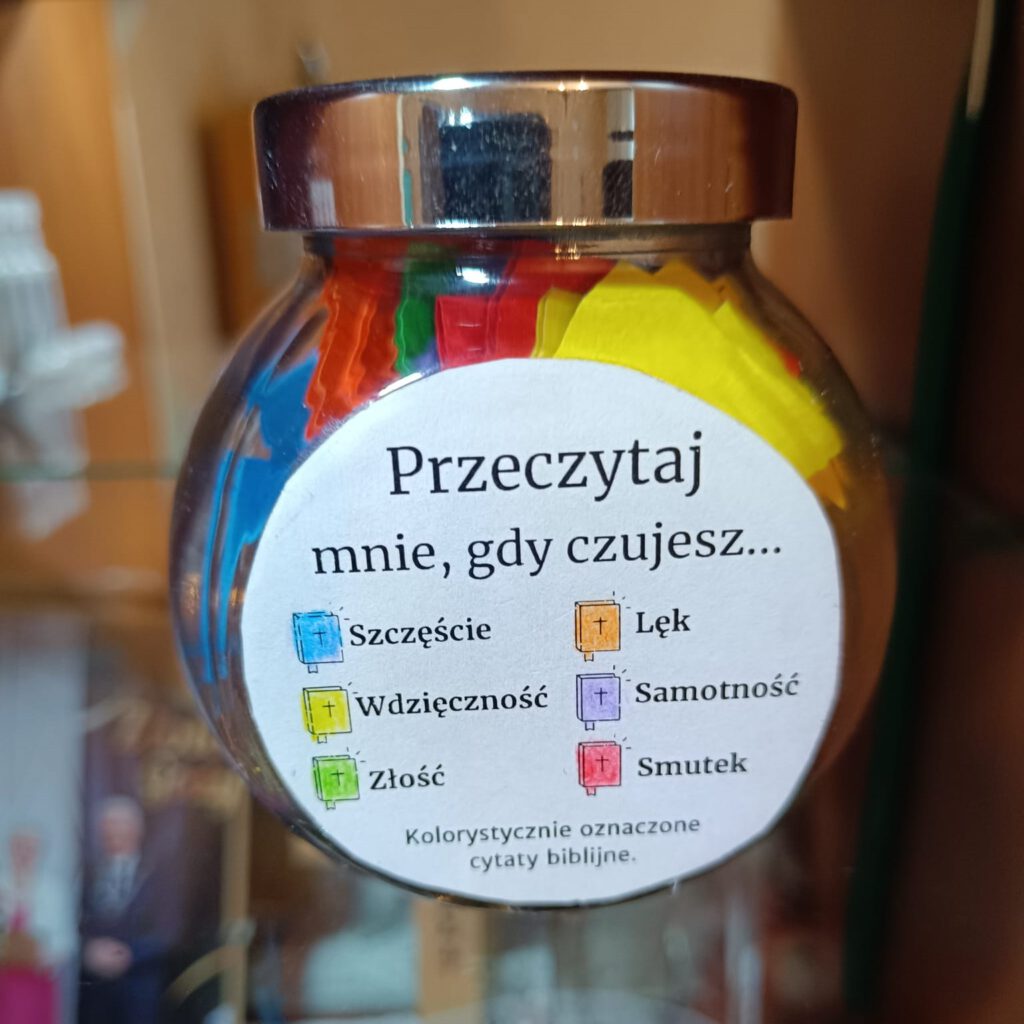 Przeczytaj
mnie, gdy czujesz...
Szczęście
Lęk
Wdzięczność
Samotność
Złość
Smutek
Kolorystycznie oznaczone
cytaty biblijne.